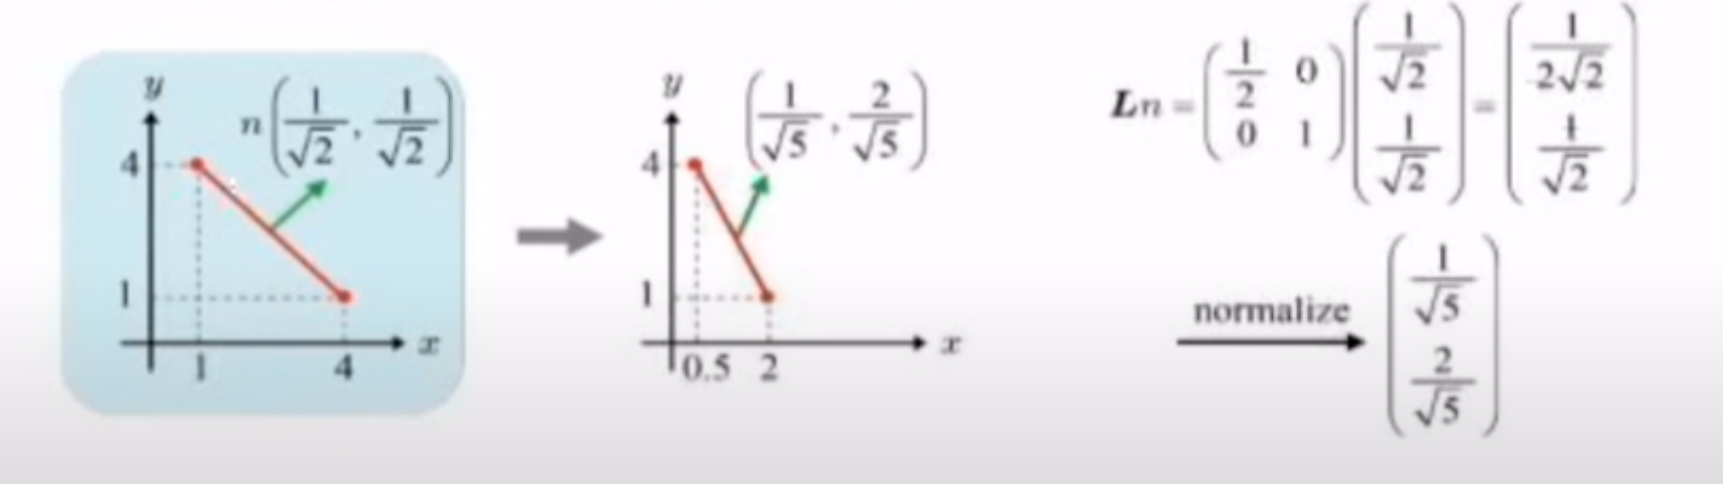 y
n(1/√2, 1/√2)
4
1
1 4 x
y
(1/√5, 2/√5)
4
1
0.5 2 x
Ln = (1/2 0 0 1)(1/√2 1/√2) = (1/2√2 1/√2)
normalize (1/√5 2/√5)